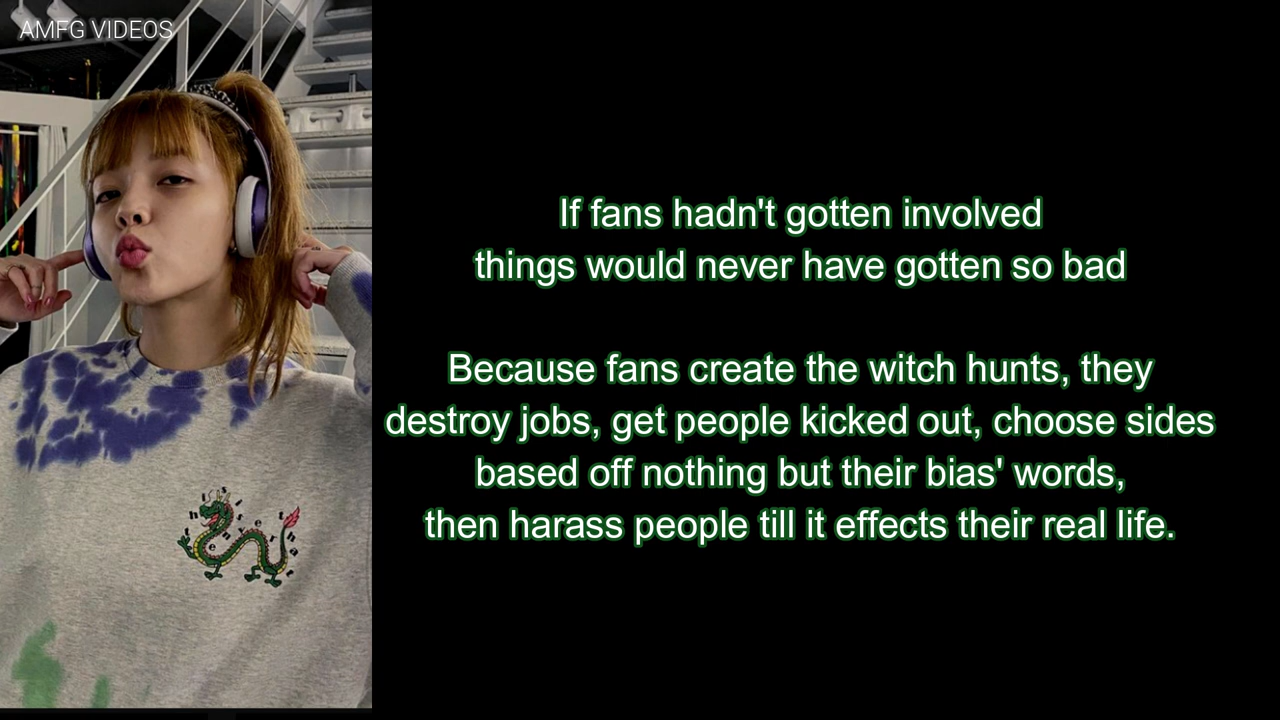 AMFG VIDEOS
If fans hadn't gotten involved
things would never have gotten so bad
Because fans create the witch hunts, they
destroy jobs, get people kicked out, choose sides
based off nothing but their bias' words,
then harass people till it effects their real life.